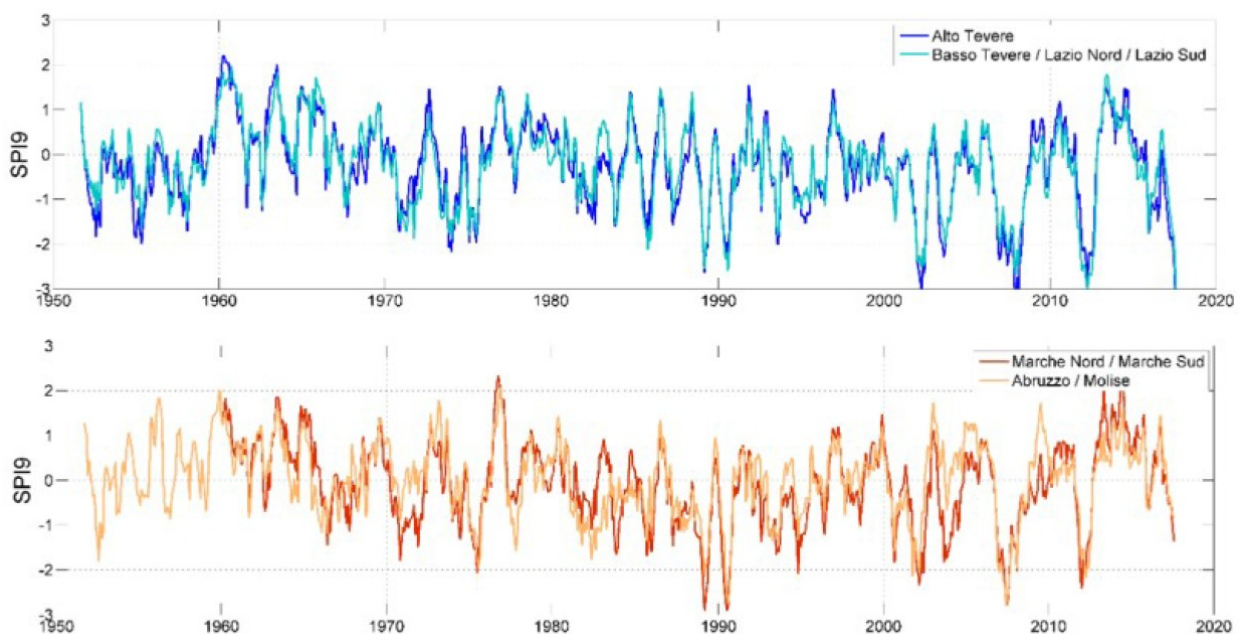 3
Alto Tevere
Basso Tevere / Lazio Nord / Lazio Sud
2
1
SPI9
0
-1
-2
-3
1950 1960 1970 1980 1990 2000 2010 2020
3
Marche Nord / Marche Sud
Abruzzo / Molise
2
1
SPI9
0
-1
-2
-3
1950 1960 1970 1980 1990 2000 2010 2020